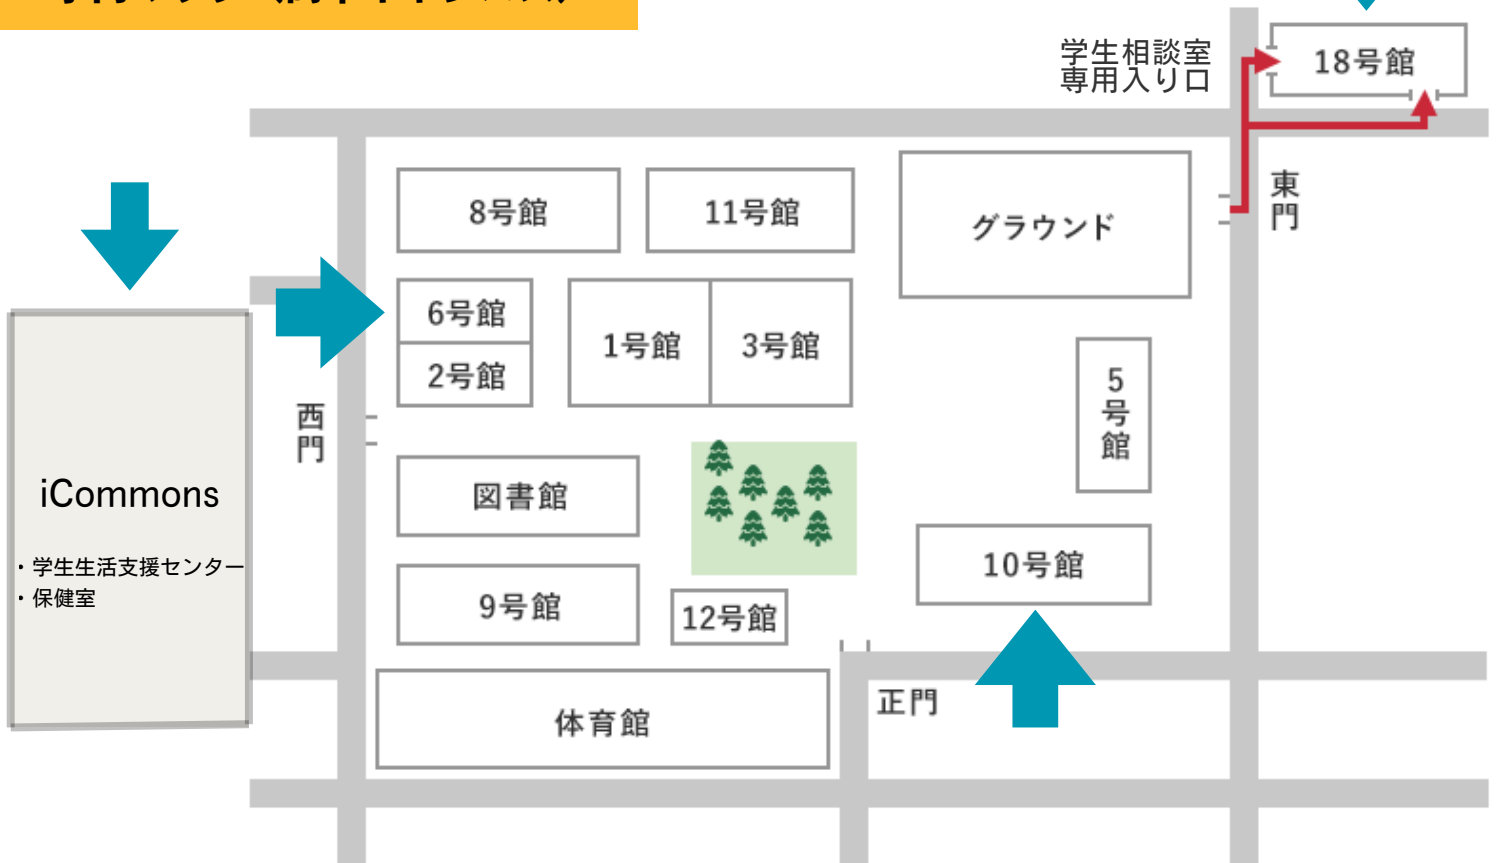 学生相談室
専用入り口
18号館
8号館
11号館
グラウンド
東門
6号館
2号館
1号館
3号館
5号館
西門
iCommons
・学生生活支援センター
・保健室
図書館
10号館
9号館
12号館
正門
体育館